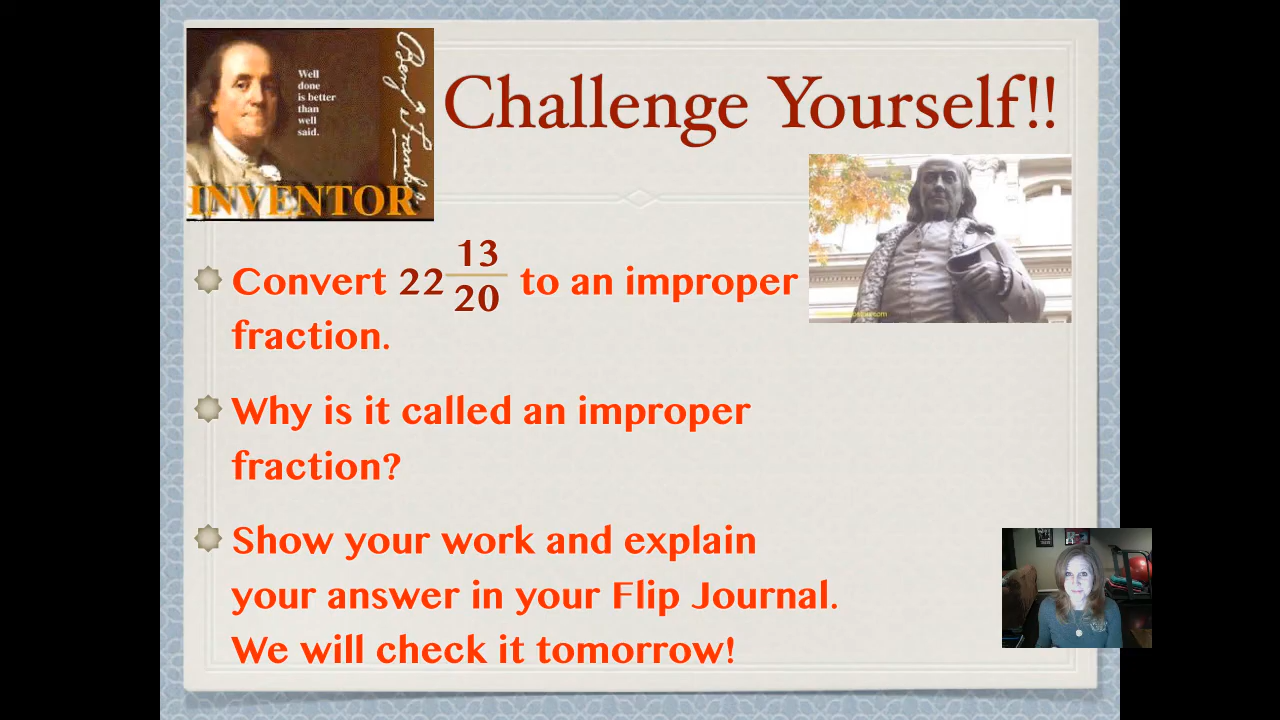 Well
done
is better
than
well
said.
INVENTOR
Challenge Yourself!!
Convert 22 13/20 to an improper
fraction.
Why is it called an improper
fraction?
Show your work and explain
your answer in your Flip Journal.
We will check it tomorrow!